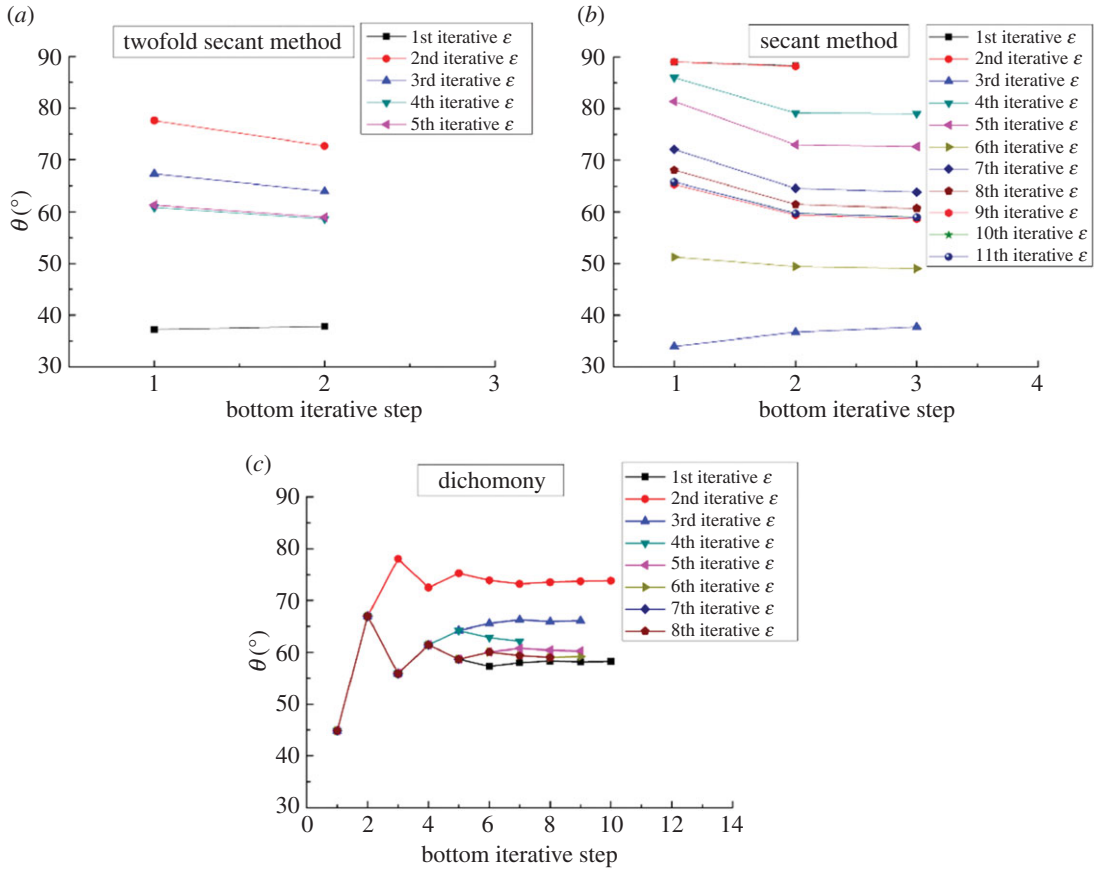 (a)
twofold secant method
1st iterative ε
2nd iterative ε
3rd iterative ε
4th iterative ε
5th iterative ε
90
80
70
60
50
40
30
θ (°)
1
2
3
bottom iterative step
(b)
secant method
1st iterative ε
2nd iterative ε
3rd iterative ε
4th iterative ε
5th iterative ε
6th iterative ε
7th iterative ε
8th iterative ε
9th iterative ε
10th iterative ε
11th iterative ε
90
80
70
60
50
40
30
θ (°)
1
2
3
4
bottom iterative step
(c)
dichomony
1st iterative ε
2nd iterative ε
3rd iterative ε
4th iterative ε
5th iterative ε
6th iterative ε
7th iterative ε
8th iterative ε
90
80
70
60
50
40
30
θ (°)
0
2
4
6
8
10
12
14
bottom iterative step